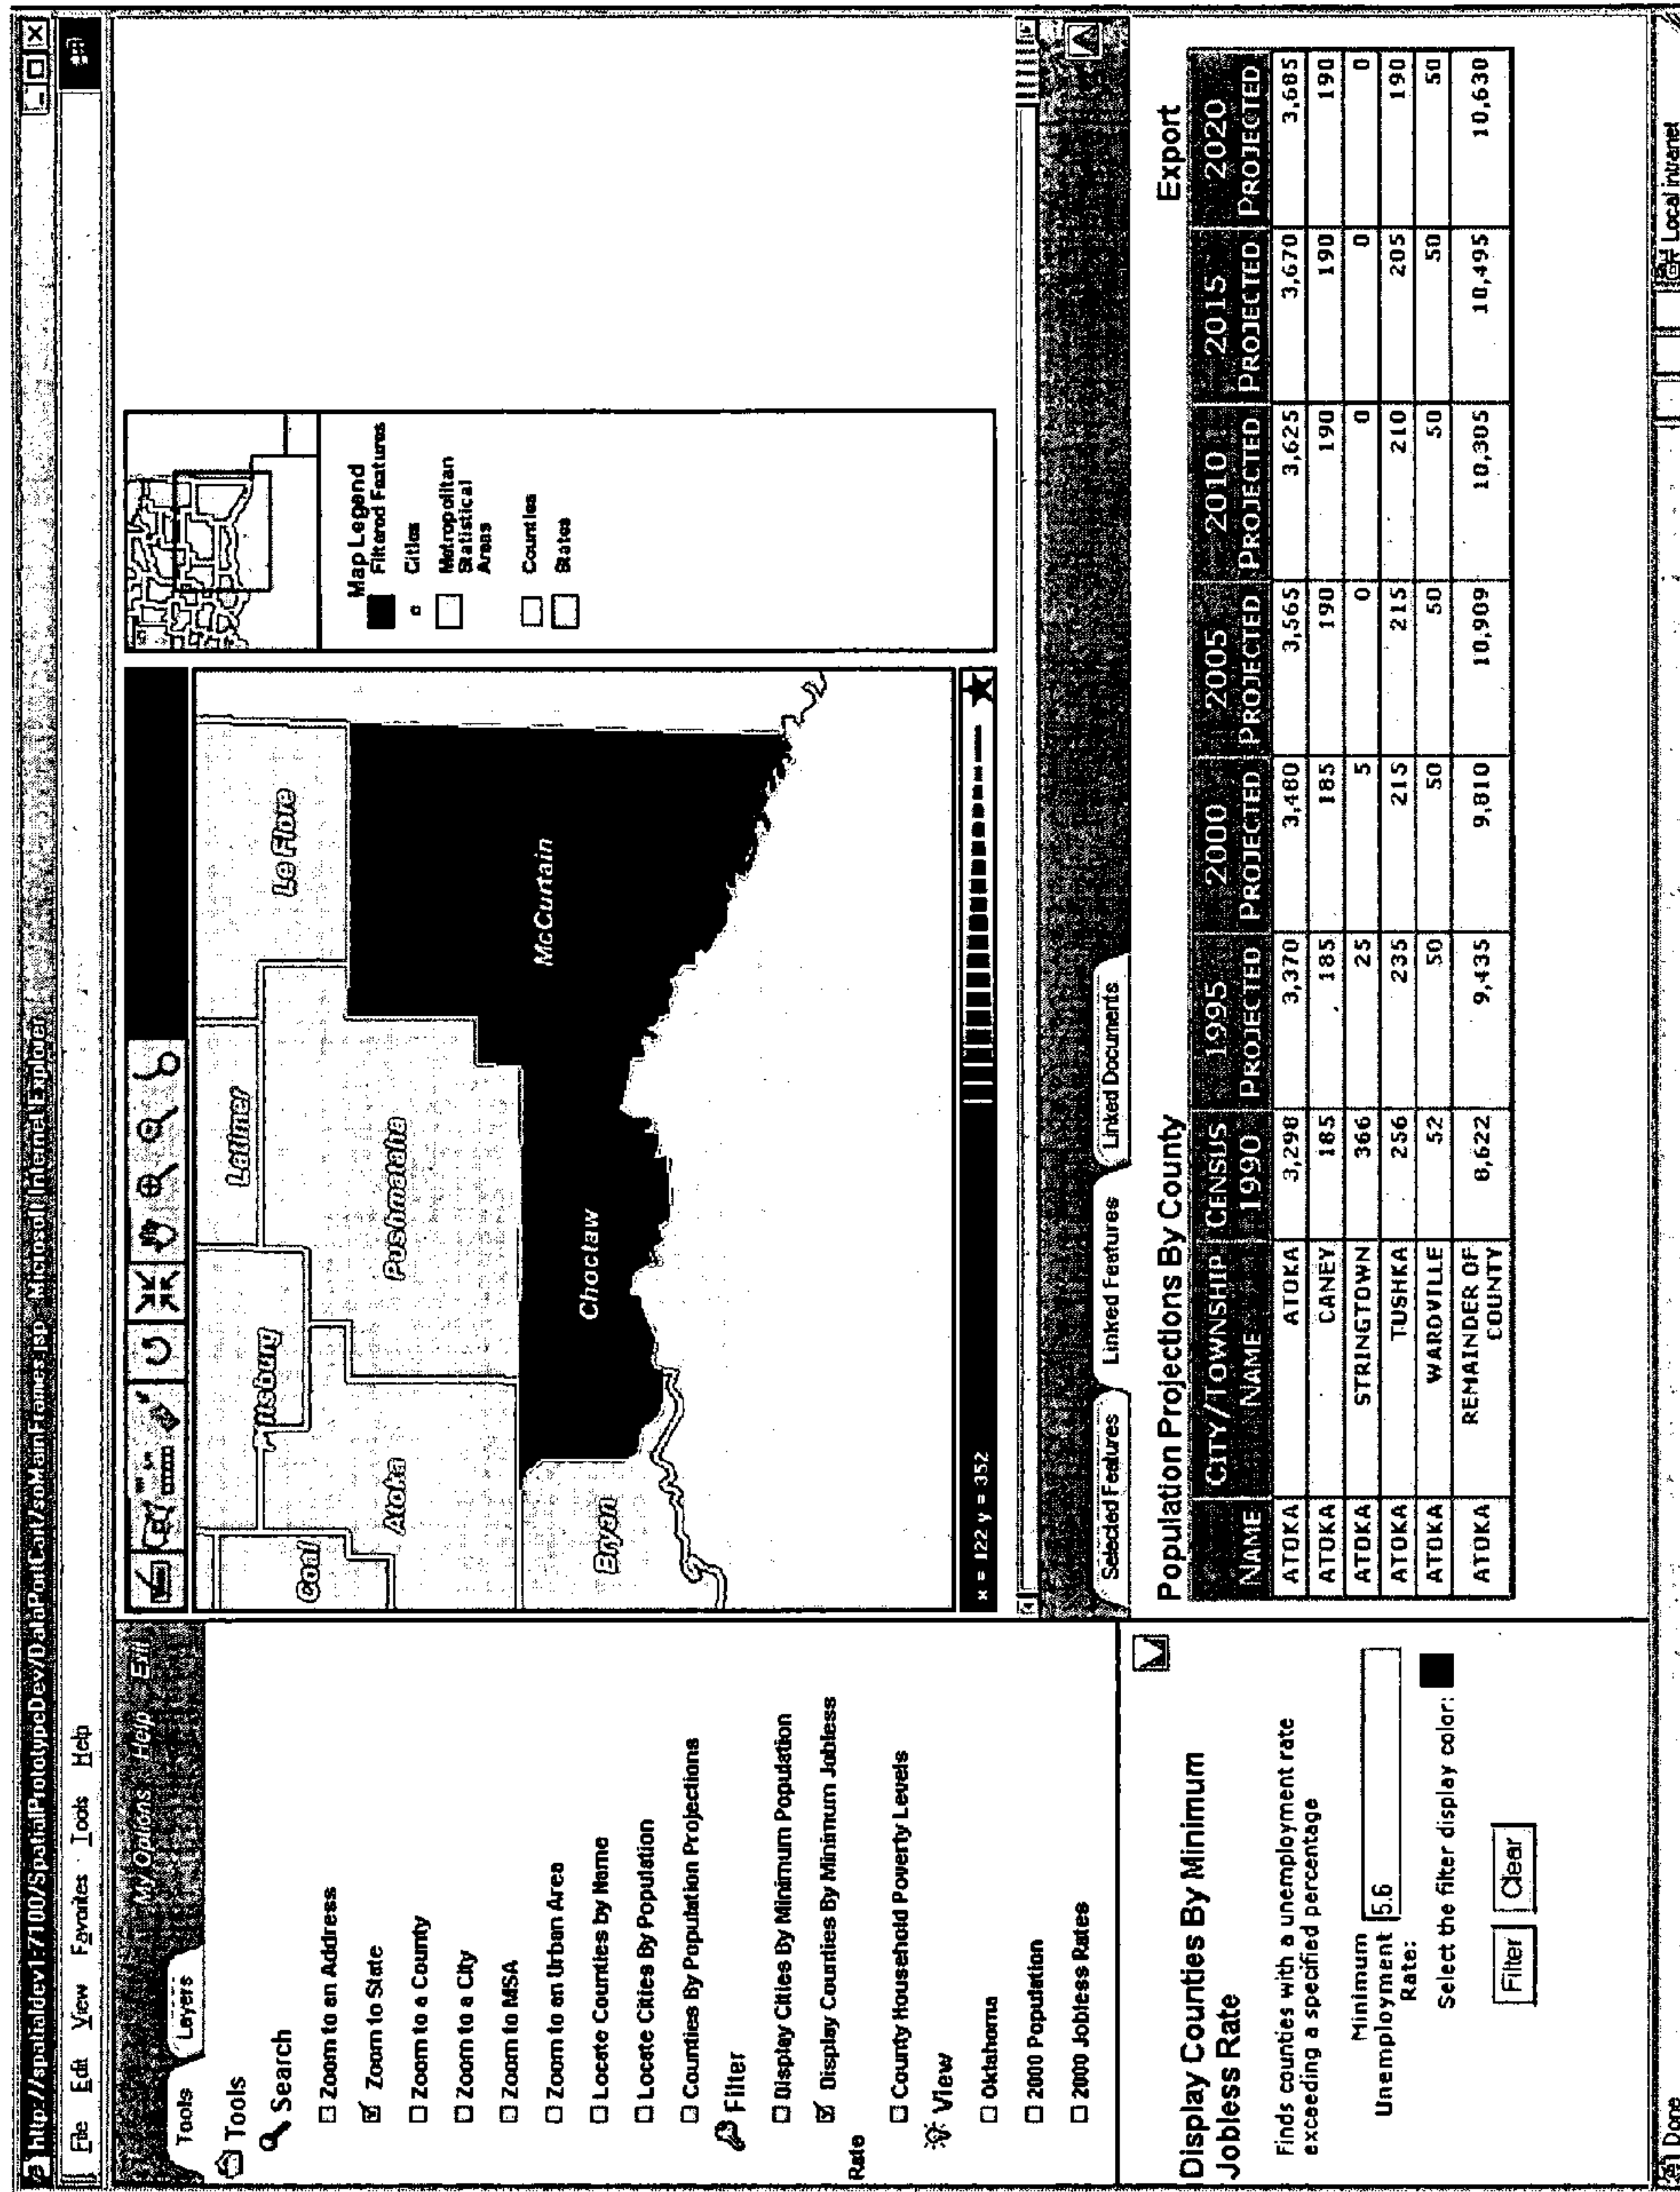 http://spatialdev1:7100/SpatialPrototypeDev/DataPortCat/soMainFrames.jsp - Microsoft Internet Explorer
File Edit View Favorites Tools Help
My Options Help Exit
Tools Layers
Tools
Search
Zoom to an Address
Zoom to State
Zoom to a County
Zoom to a City
Zoom to MSA
Zoom to an Urban Area
Locate Counties by Name
Locate Cities By Population
Counties By Population Projections
Filter
Display Cities By Minimum Population
Display Counties By Minimum Jobless
Rate
County Household Poverty Levels
View
Oklahoma
2000 Population
2000 Jobless Rates
Display Counties By Minimum
Jobless Rate
Finds counties with a unemployment rate
exceeding a specified percentage
Minimum
Unemployment 5.6
Rate:
Select the filter display color:
Filter Clear
Coal
Pittsburg
Latimer
Le Flore
Atoka
Pushmataha
Bryan
Choctaw
McCurtain
x = 122 y = 352
Map Legend
Filtered Features
Cities
Metropolitan
Statistical
Areas
Counties
States
Selected Features Linked Features Linked Documents
Population Projections By County Export
NAME CITY/TOWNSHIP NAME CENSUS 1990 1995 PROJECTED 2000 PROJECTED 2005 PROJECTED 2010 PROJECTED 2015 PROJECTED 2020 PROJECTED
ATOKA ATOKA 3,298 3,370 3,480 3,565 3,625 3,670 3,685
ATOKA CANEY 185 185 185 190 190 190 190
ATOKA STRINGTOWN 366 25 5 0 0 0 0
ATOKA TUSHKA 256 235 215 215 210 205 190
ATOKA WARDVILLE 52 50 50 50 50 50 50
ATOKA REMAINDER OF COUNTY 8,622 9,435 9,810 10,909 10,305 10,495 10,630
Done Local intranet